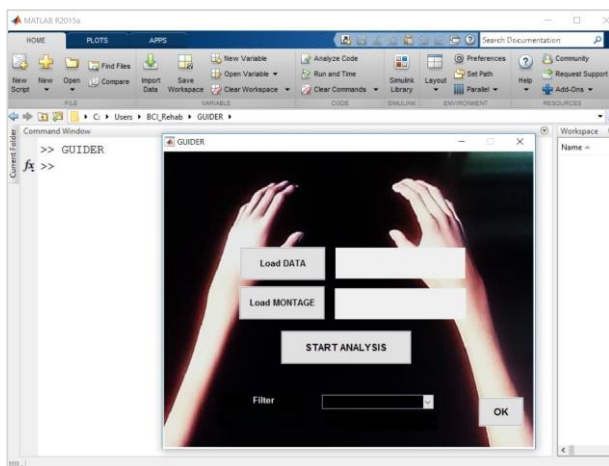 MATLAB R2015a
HOME PLOTS APPS Search Documentation
New Script
New
Open
Find Files
Compare
Import Data
Save Workspace
New Variable
Open Variable
Clear Workspace
Analyze Code
Run and Time
Clear Commands
Simulink Library
Layout
Preferences
Set Path
Parallel
Help
Community
Request Support
Add-Ons
FILE VARIABLE CODE SIMULINK ENVIRONMENT RESOURCES
C: Users BCI_Rehab GUIDER
Current Folder
Command Window
>> GUIDER
fx >>
Workspace
Name
GUIDER
Load DATA
Load MONTAGE
START ANALYSIS
Filter
OK